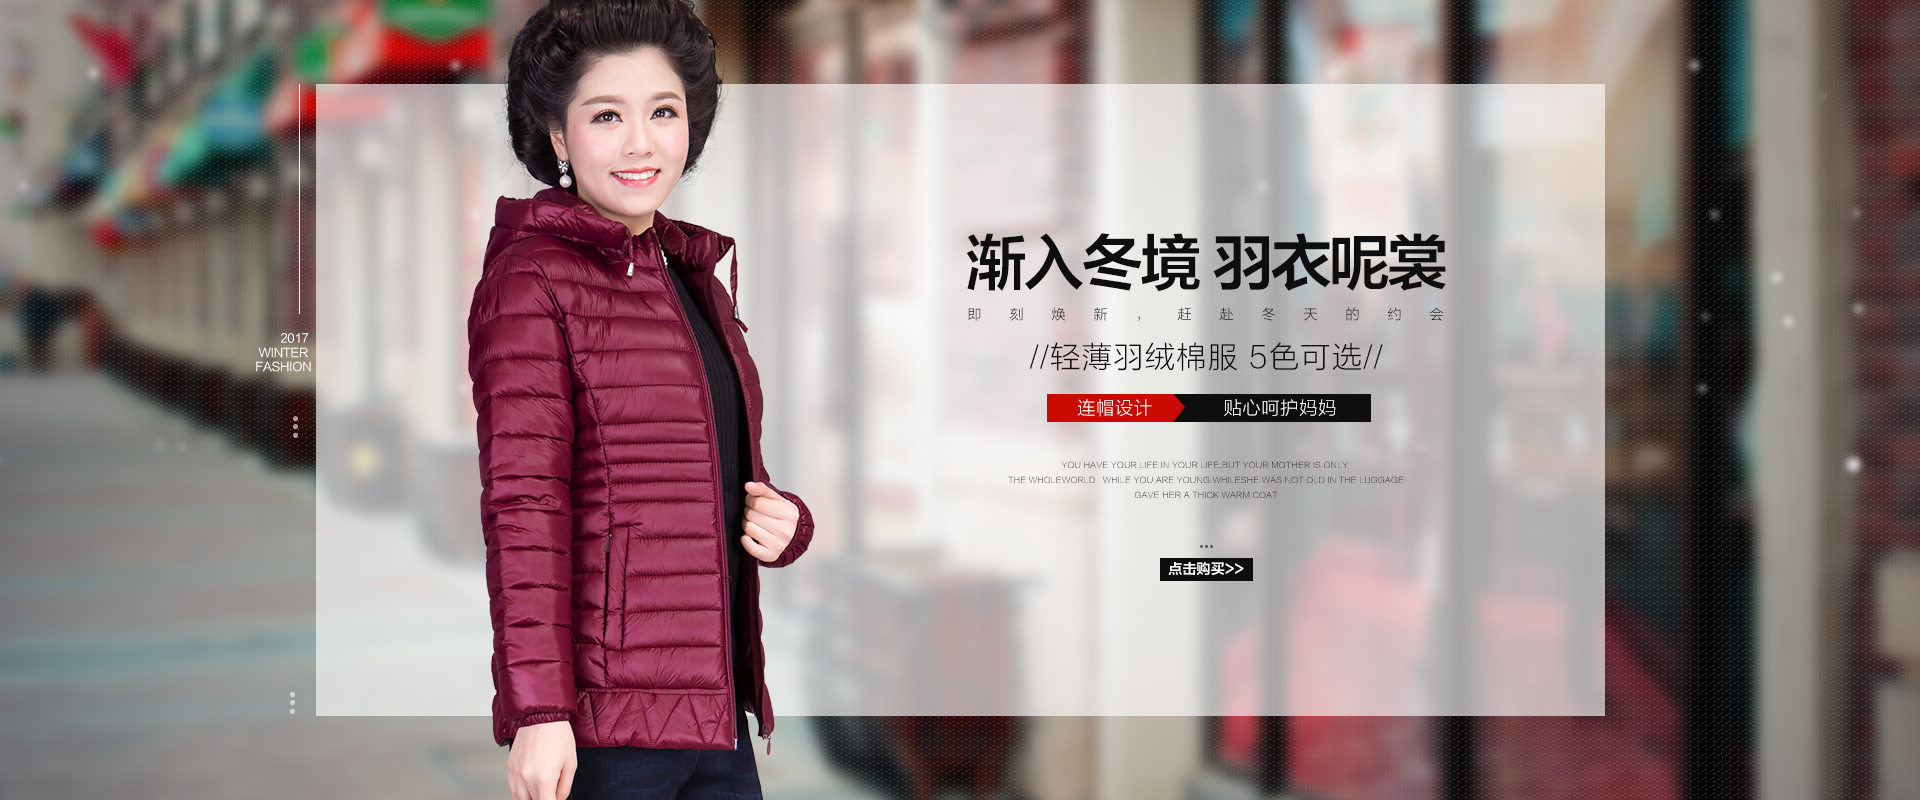 2017
WINTER
FASHION
渐入冬境 羽衣呢裳
即刻焕新，赶赴冬天的约会
//轻薄羽绒棉服 5色可选//
连帽设计 贴心呵护妈妈
YOU HAVE YOUR LIFE IN YOUR LIFE,BUT YOUR MOTHER IS ONLY
THE WHOLEWORLD WHILE YOU ARE YOUNG.WHILESHE WAS NOT OLD IN THE LUGGAGE
GAVE HER A THICK WARM COAT
点击购买>>